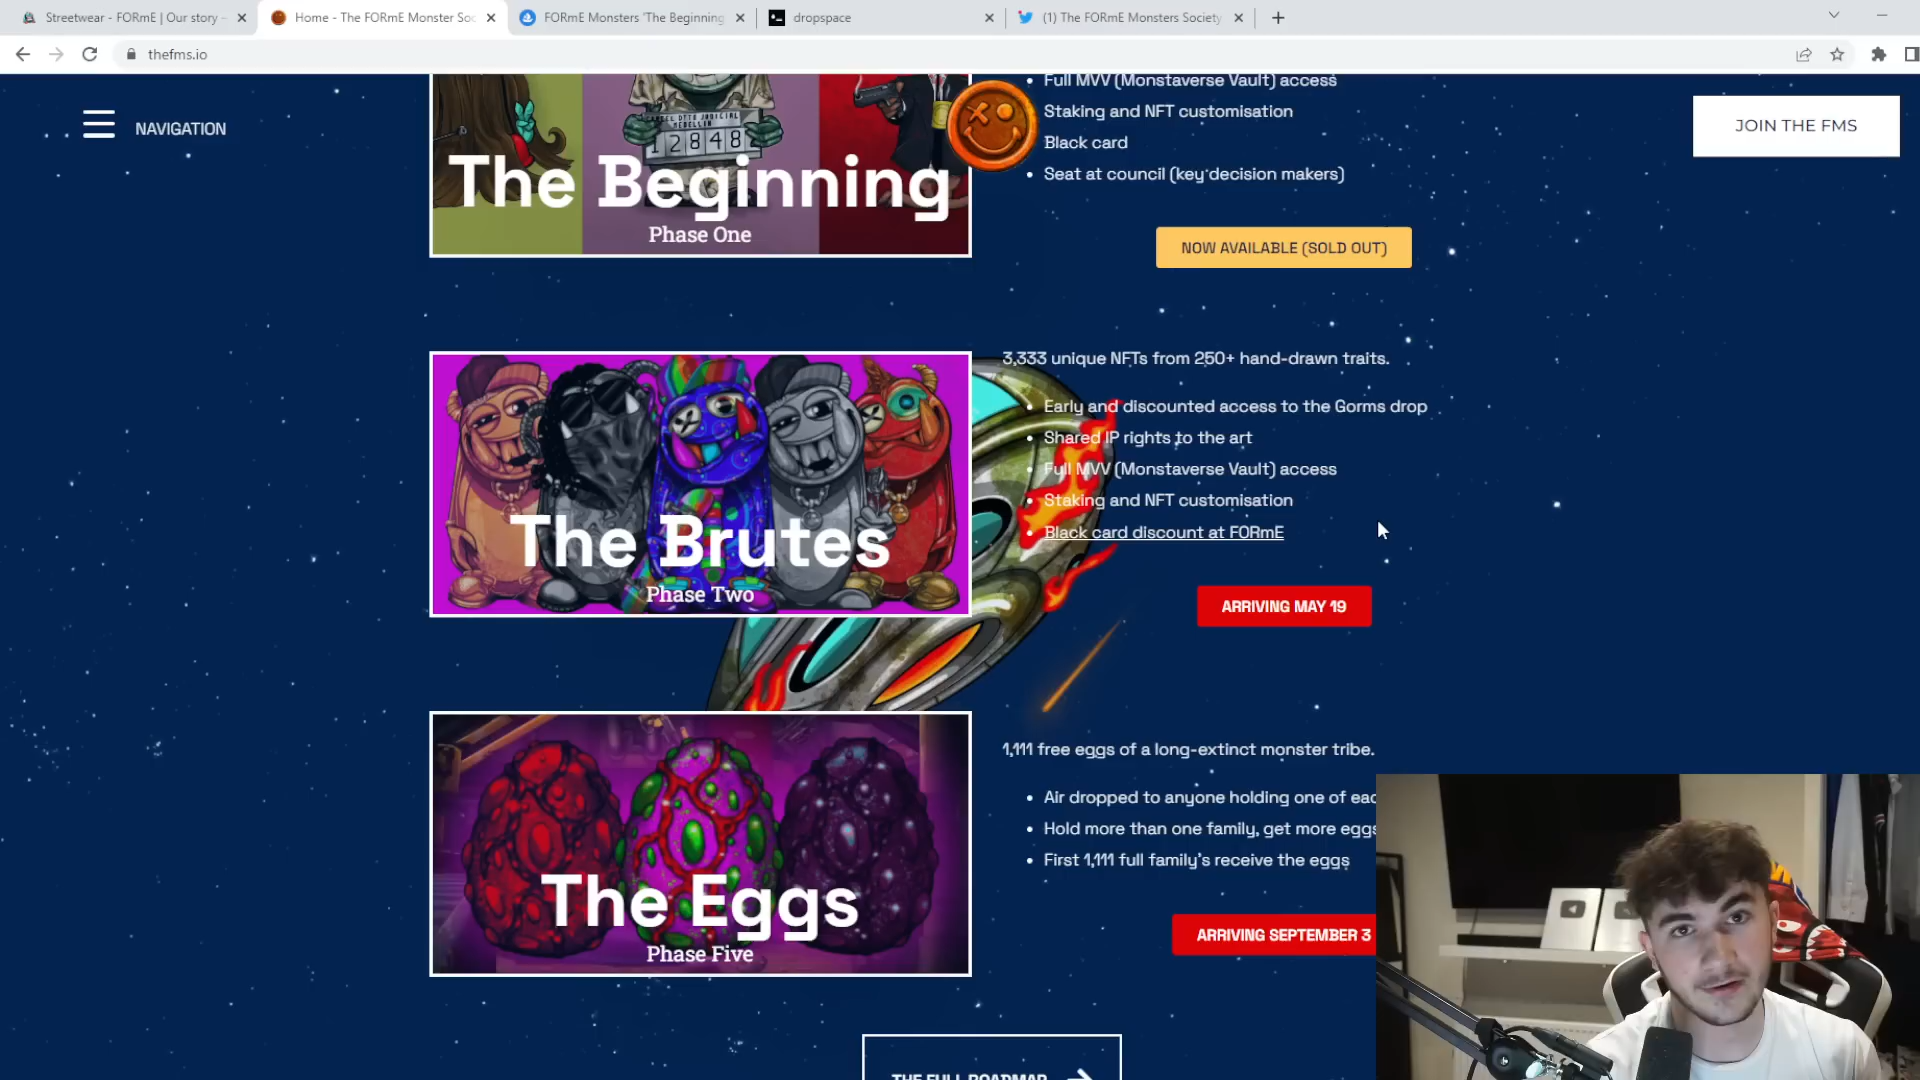 Streetwear - FORmE | Our story -
Home - The FORmE Monster Soc
FORmE Monsters 'The Beginning
dropspace
(1) The FORmE Monsters Society
thefms.io
NAVIGATION
JOIN THE FMS
12848
The Beginning
Phase One
Full MVV (Monstaverse Vault) access
Staking and NFT customisation
Black card
Seat at council (key decision makers)
NOW AVAILABLE (SOLD OUT)
The Brutes
Phase Two
3,333 unique NFTs from 250+ hand-drawn traits.
Early and discounted access to the Gorms drop
Shared IP rights to the art
Full MVV (Monstaverse Vault) access
Staking and NFT customisation
Black card discount at FORmE
ARRIVING MAY 19
The Eggs
Phase Five
1,111 free eggs of a long-extinct monster tribe.
Air dropped to anyone holding one of eac
Hold more than one family, get more eggs
First 1,111 full family's receive the eggs
ARRIVING SEPTEMBER 3
THE FULL ROADMAP